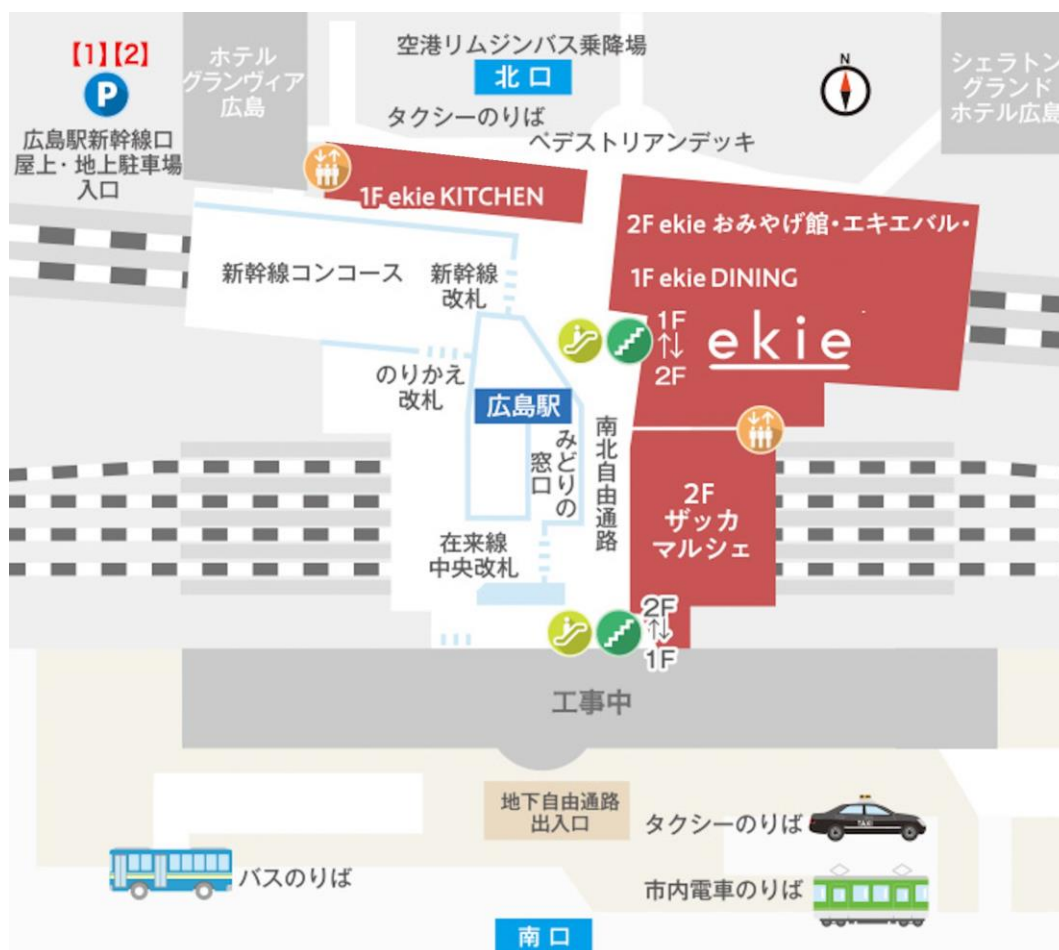 【1】【2】
P
広島駅新幹線口
屋上・地上駐車場
入口
ホテル
グランヴィア
広島
空港リムジンバス乗降場
北口
タクシーのりば
ペデストリアンデッキ
N
シェラトン
グランド
ホテル広島
1F ekie KITCHEN
2F ekie おみやげ館・エキエバル・
1F ekie DINING
1F
2F
ekie
新幹線コンコース
新幹線
改札
のりかえ
改札
広島駅
みどりの
窓口
南北自由通路
2F
ザッカ
マルシェ
在来線
中央改札
2F
1F
工事中
地下自由通路
出入口
タクシーのりば
TAXI
バスのりば
市内電車のりば
南口